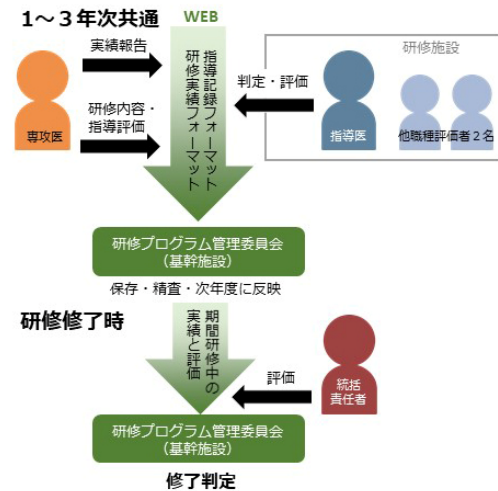 1～3年次共通
WEB
研修施設
実績報告
専攻医
研修内容・
指導評価
指導記録フォーマット
研修実績フォーマット
判定・評価
指導医
他職種評価者2名
研修プログラム管理委員会
（基幹施設）
保存・精査・次年度に反映
研修修了時
期間研修中の
実績と評価
評価
統括
責任者
研修プログラム管理委員会
（基幹施設）
修了判定